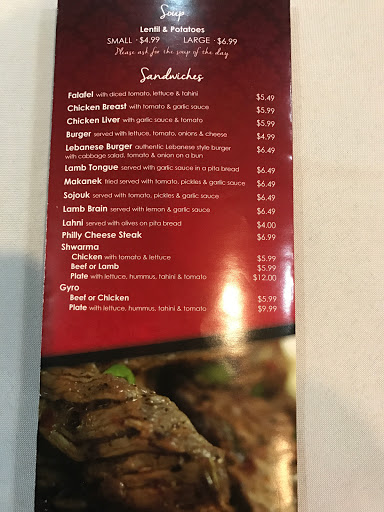 Soup
Lentil & Potatoes
SMALL · $4.99 LARGE · $6.99
Please ask for the soup of the day
Sandwiches
Falafel with diced tomato, lettuce & tahini $5.49
Chicken Breast with tomato & garlic sauce $5.99
Chicken Liver with garlic sauce & tomato $5.99
Burger served with lettuce, tomato, onions & cheese $4.99
Lebanese Burger authentic Lebanese style burger $6.49
with cabbage salad, tomato & onion on a bun
Lamb Tongue served with garlic sauce in a pita bread $6.49
Makanek fried served with tomato, pickles & garlic sauce $6.49
Sojouk served with tomato, pickles & garlic sauce $6.49
Lamb Brain served with lemon & garlic sauce $6.49
Lahni served with olives on pita bread $4.00
Philly Cheese Steak $6.99
Shwarma
Chicken with tomato & lettuce $5.99
Beef or Lamb $5.99
Plate with lettuce, hummus, tahini & tomato $12.00
Gyro
Beef or Chicken $5.99
Plate with lettuce, hummus, tahini & tomato $9.99